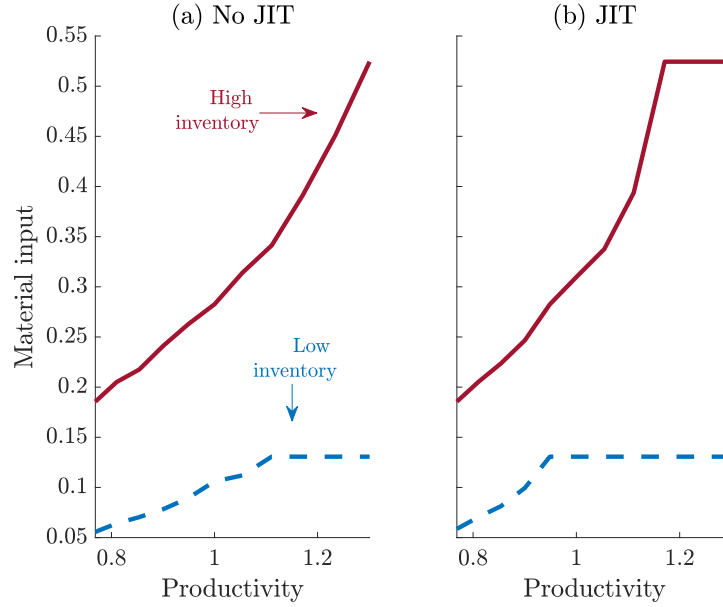 (a) No JIT
(b) JIT
0.55
0.5
0.45
0.4
0.35
0.3
0.25
0.2
0.15
0.1
0.05
Material input
High
inventory
Low
inventory
0.8
1
1.2
0.8
1
1.2
Productivity
Productivity